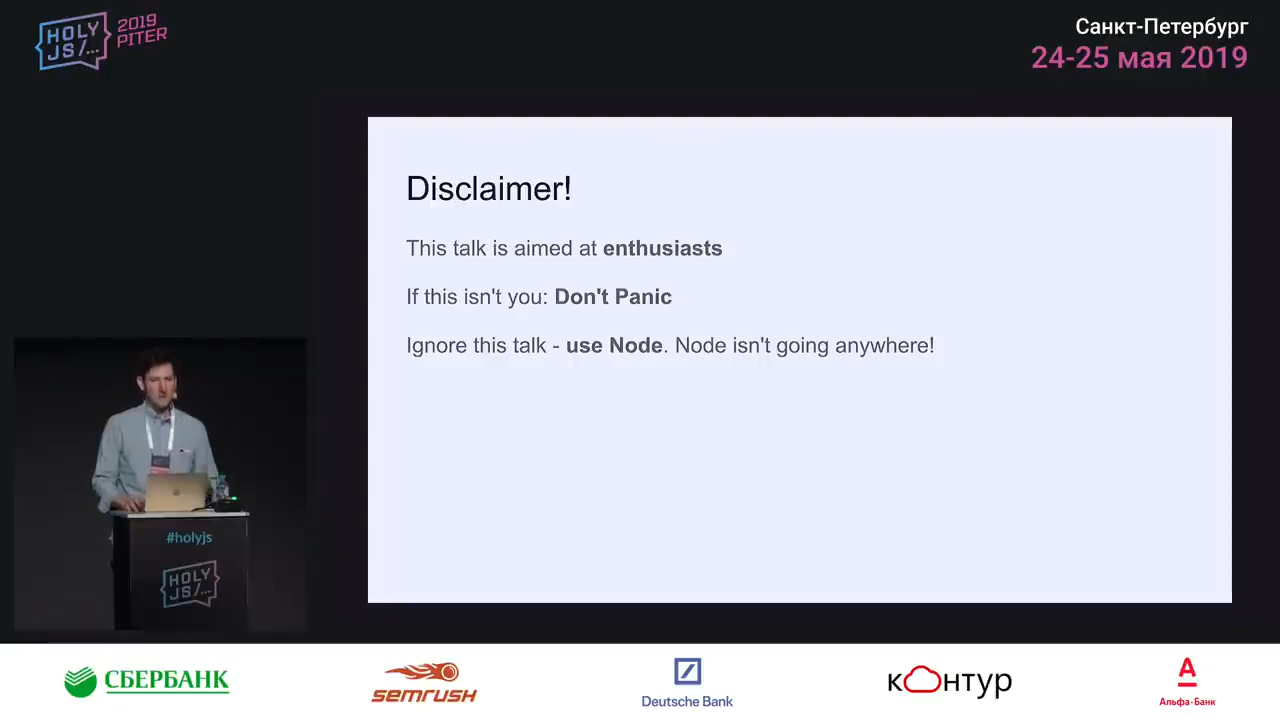 HOLY
JS/...
2019
PITER
Санкт-Петербург
24-25 мая 2019
Disclaimer!
This talk is aimed at enthusiasts
If this isn't you: Don't Panic
Ignore this talk - use Node. Node isn't going anywhere!
#holyjs
HOLY
JS/...
СБЕРБАНК
semrush
Deutsche Bank
кОнтур
Альфа·Банк